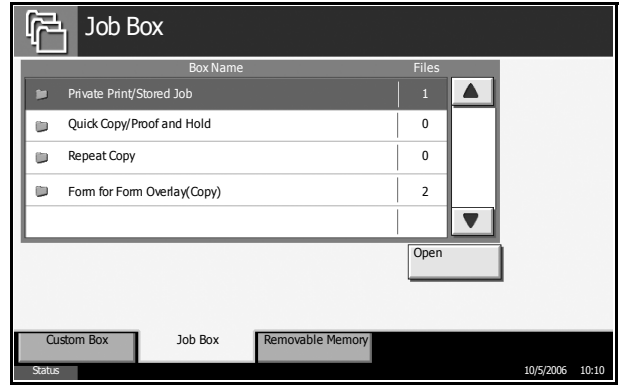 Job Box
Box Name Files
Private Print/Stored Job 1
Quick Copy/Proof and Hold 0
Repeat Copy 0
Form for Form Overlay(Copy) 2
Open
Custom Box Job Box Removable Memory
Status 10/5/2006 10:10